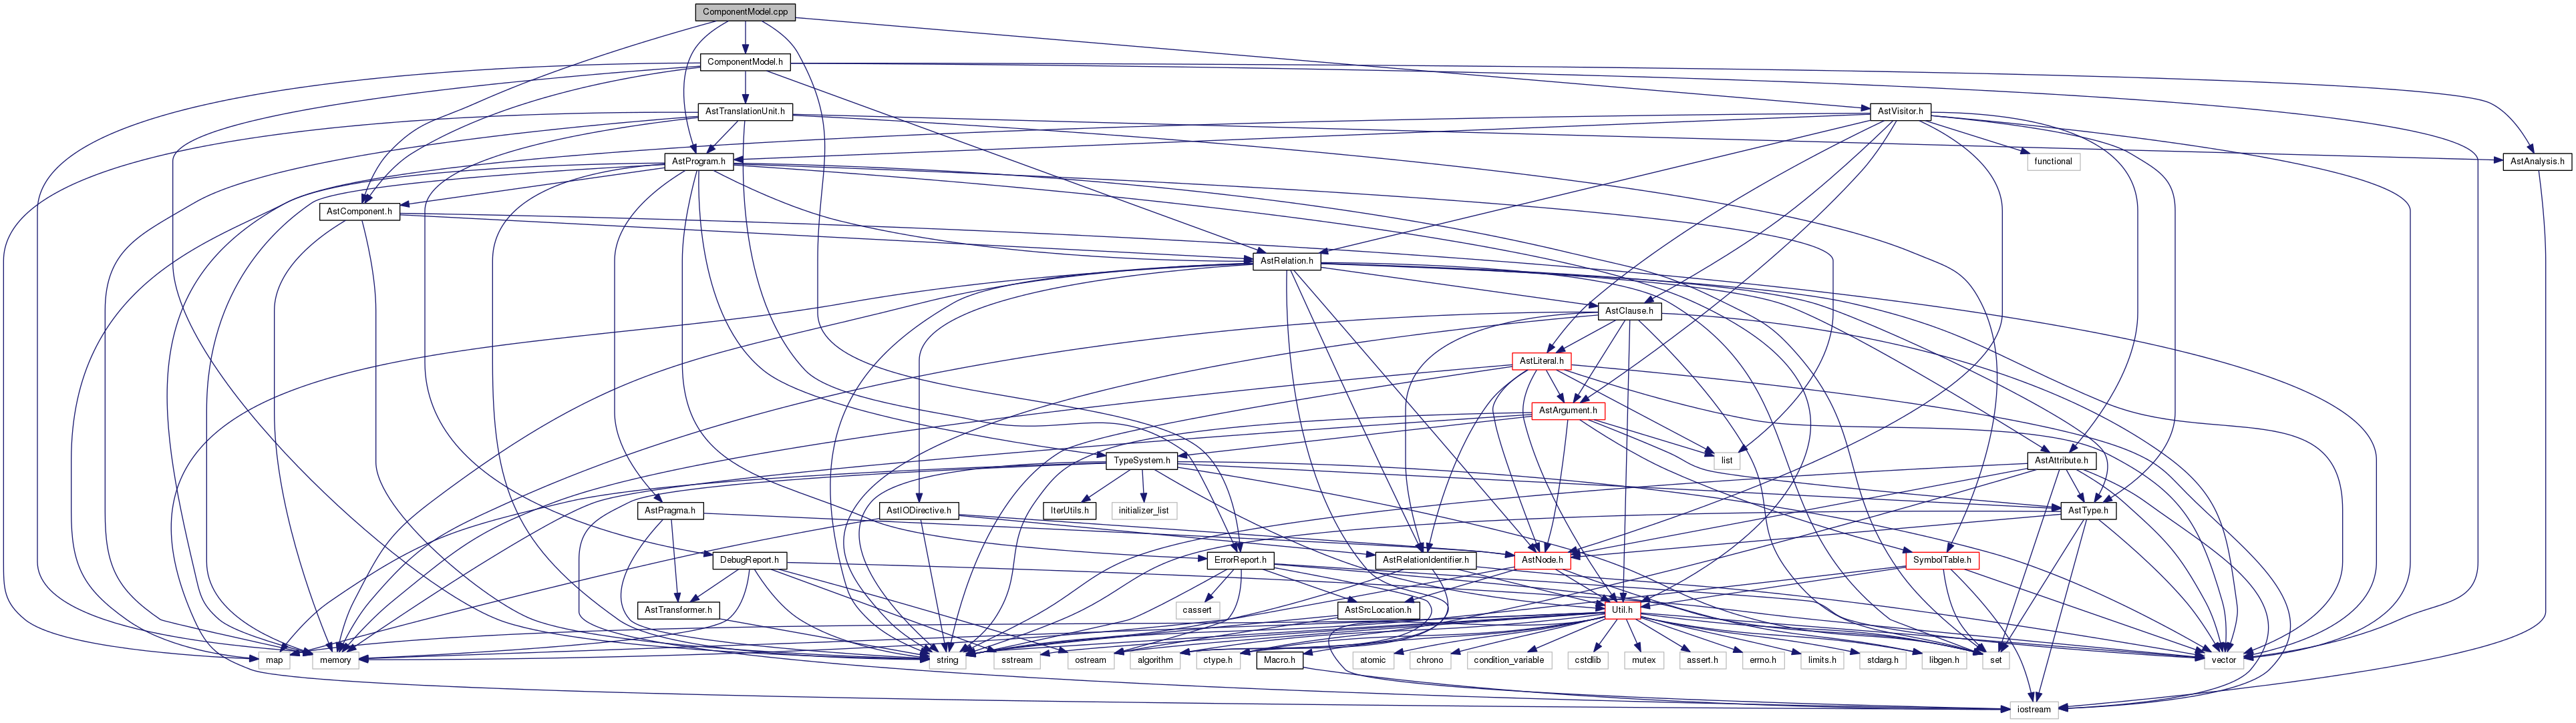 ComponentModel.cpp
ComponentModel.h
AstTranslationUnit.h
AstVisitor.h
AstProgram.h
functional
AstAnalysis.h
AstComponent.h
AstRelation.h
AstClause.h
AstLiteral.h
AstArgument.h
TypeSystem.h
list
AstAttribute.h
AstPragma.h
AstIODirective.h
IterUtils.h
initializer_list
AstType.h
DebugReport.h
ErrorReport.h
AstRelationIdentifier.h
AstNode.h
SymbolTable.h
AstTransformer.h
cassert
AstSrcLocation.h
Util.h
map
memory
string
sstream
ostream
algorithm
ctype.h
Macro.h
atomic
chrono
condition_variable
cstdlib
mutex
assert.h
errno.h
limits.h
stdarg.h
libgen.h
set
vector
iostream